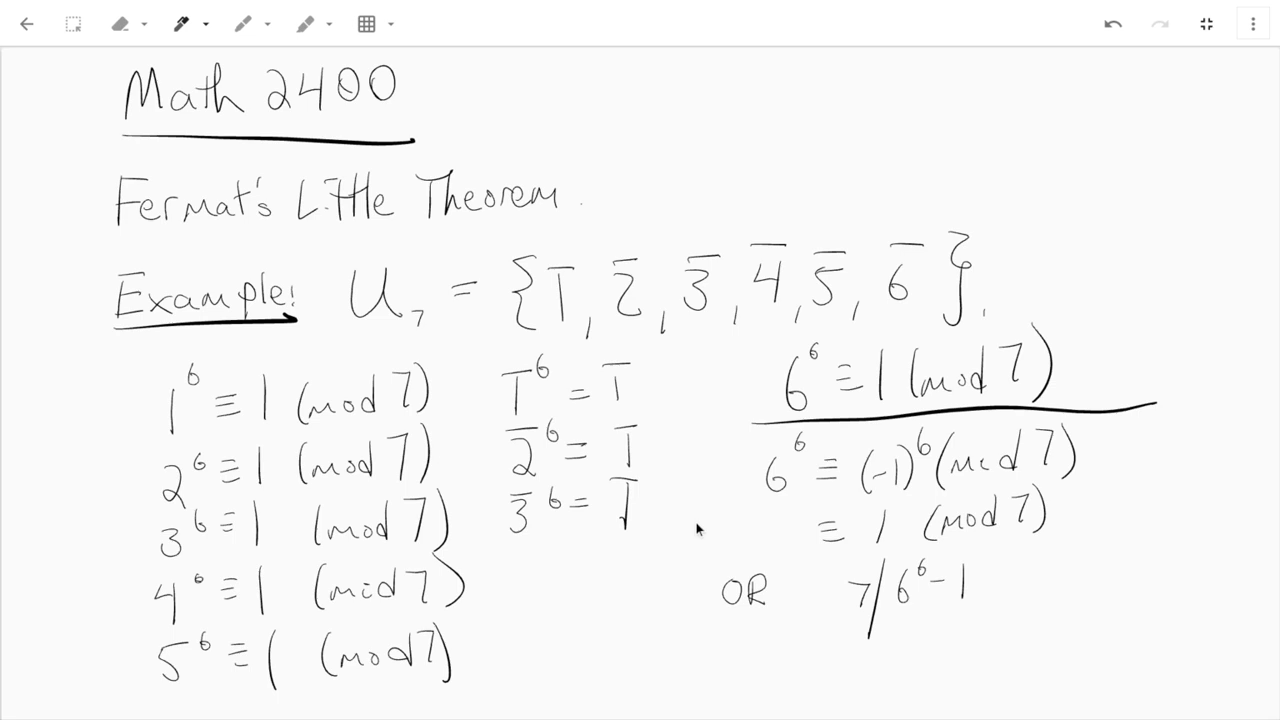 Math 2400
Fermat's Little Theorem.
Example: U₇ = {1̅, 2̅, 3̅, 4̅, 5̅, 6̅}.
1⁶ ≡ 1 (mod 7)
2⁶ ≡ 1 (mod 7)
3⁶ ≡ 1 (mod 7)
4⁶ ≡ 1 (mod 7)
5⁶ ≡ 1 (mod 7)
1̅⁶ = 1̅
2̅⁶ = 1̅
3̅⁶ = 1̅
6⁶ ≡ 1 (mod 7)
6⁶ ≡ (-1)⁶ (mod 7)
≡ 1 (mod 7)
OR 7 | 6⁶ - 1